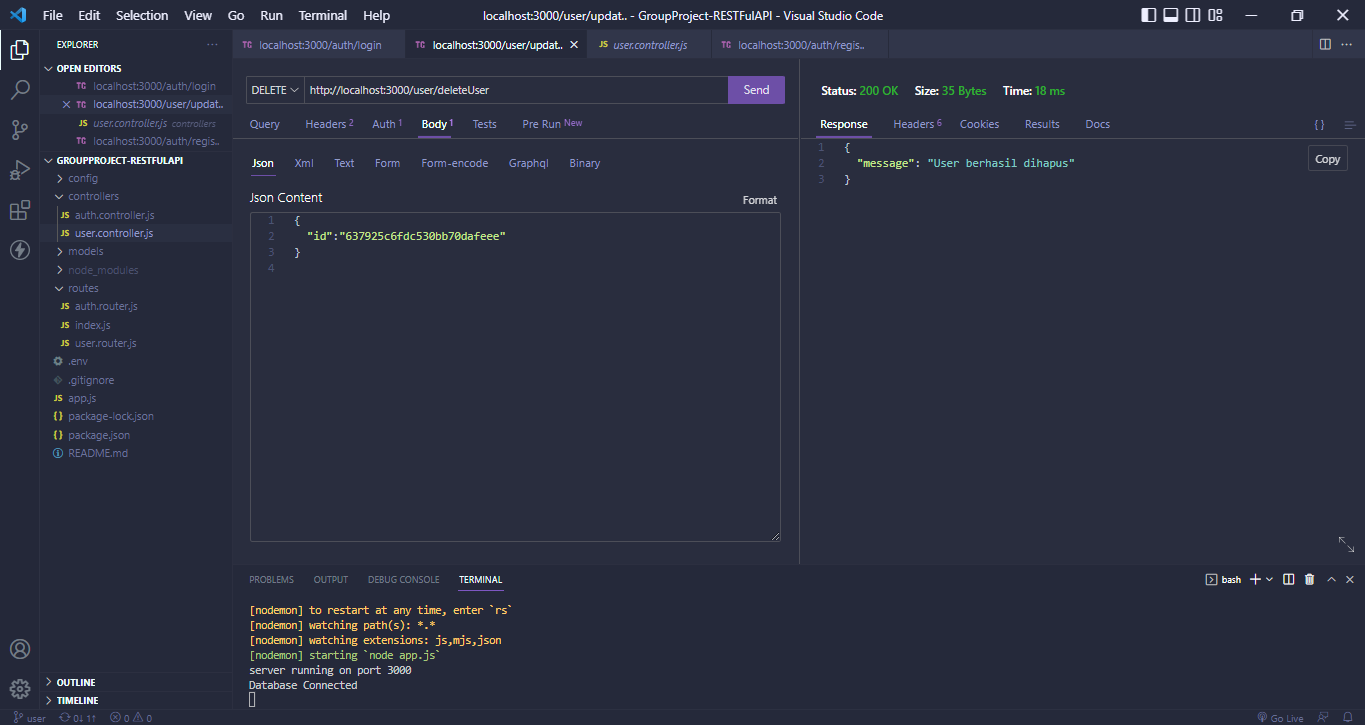 File Edit Selection View Go Run Terminal Help
localhost:3000/user/updat.. - GroupProject-RESTFulAPI - Visual Studio Code
EXPLORER
OPEN EDITORS
TC localhost:3000/auth/login
TC localhost:3000/user/updat..
JS user.controller.js controllers
TC localhost:3000/auth/regis..
GROUPPROJECT-RESTFULAPI
config
controllers
JS auth.controller.js
JS user.controller.js
models
node_modules
routes
JS auth.router.js
JS index.js
JS user.router.js
.env
.gitignore
JS app.js
{} package-lock.json
{} package.json
README.md
OUTLINE
TIMELINE
TC localhost:3000/auth/login
TC localhost:3000/user/updat..
JS user.controller.js
TC localhost:3000/auth/regis..
DELETE http://localhost:3000/user/deleteUser Send
Query Headers 2 Auth 1 Body 1 Tests Pre Run New
Json Xml Text Form Form-encode Graphql Binary
Json Content Format
1 {
2 "id":"637925c6fdc530bb70dafeee"
3 }
4
Status: 200 OK Size: 35 Bytes Time: 18 ms
Response Headers 6 Cookies Results Docs { }
1 {
2 "message": "User berhasil dihapus"
3 }
Copy
PROBLEMS OUTPUT DEBUG CONSOLE TERMINAL bash
[nodemon] to restart at any time, enter `rs`
[nodemon] watching path(s): *.*
[nodemon] watching extensions: js,mjs,json
[nodemon] starting `node app.js`
server running on port 3000
Database Connected
user 0↓ 1↑ 0 0 Go Live